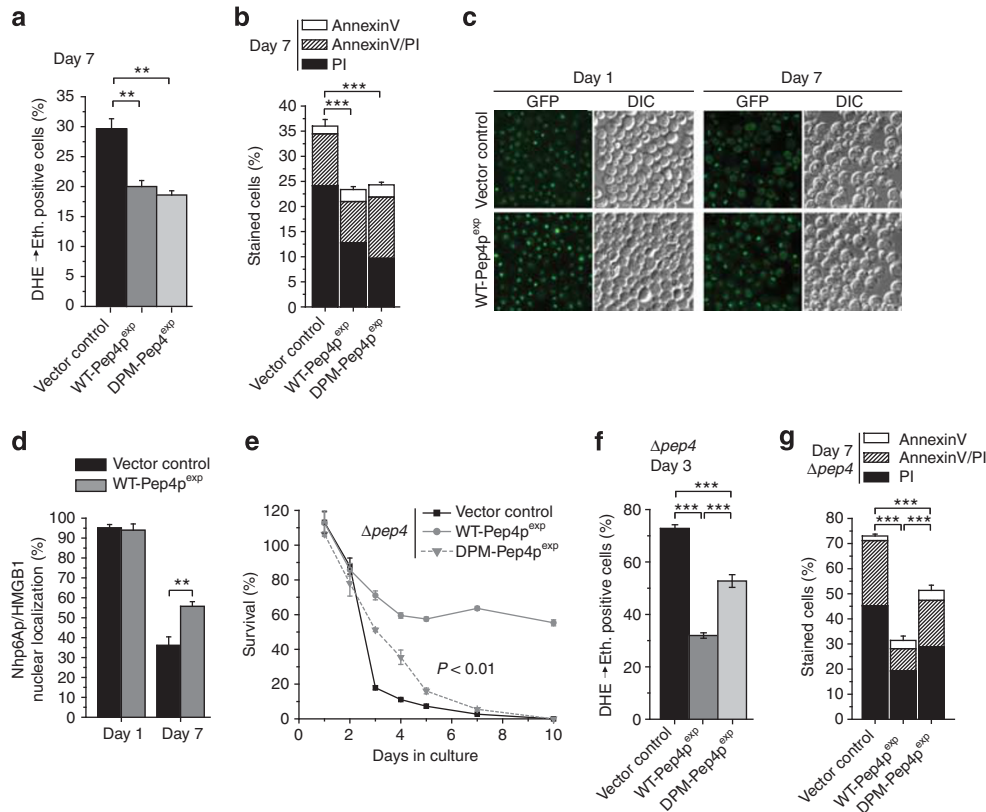 a
Day 7
**
**
DHE → Eth. positive cells (%)
35
30
25
20
15
10
5
0
Vector control
WT-Pep4p^exp
DPM-Pep4^exp
b
Day 7
AnnexinV
AnnexinV/PI
PI
***
***
Stained cells (%)
40
35
30
25
20
15
10
5
0
Vector control
WT-Pep4p^exp
DPM-Pep4p^exp
c
Day 1
Day 7
GFP
DIC
GFP
DIC
Vector control
WT-Pep4p^exp
d
Vector control
WT-Pep4p^exp
Nhp6Ap/HMGB1
nuclear localization (%)
100
90
80
70
60
50
40
30
20
10
0
**
Day 1
Day 7
e
Δpep4
Vector control
WT-Pep4p^exp
DPM-Pep4p^exp
Survival (%)
120
100
80
60
40
20
0
P < 0.01
0 2 4 6 8 10
Days in culture
f
Δpep4
Day 3
***
*** ***
DHE → Eth. positive cells (%)
80
60
40
20
0
Vector control
WT-Pep4p^exp
DPM-Pep4p^exp
g
Day 7
Δpep4
AnnexinV
AnnexinV/PI
PI
***
*** ***
Stained cells (%)
80
70
60
50
40
30
20
10
0
Vector control
WT-Pep4p^exp
DPM-Pep4p^exp